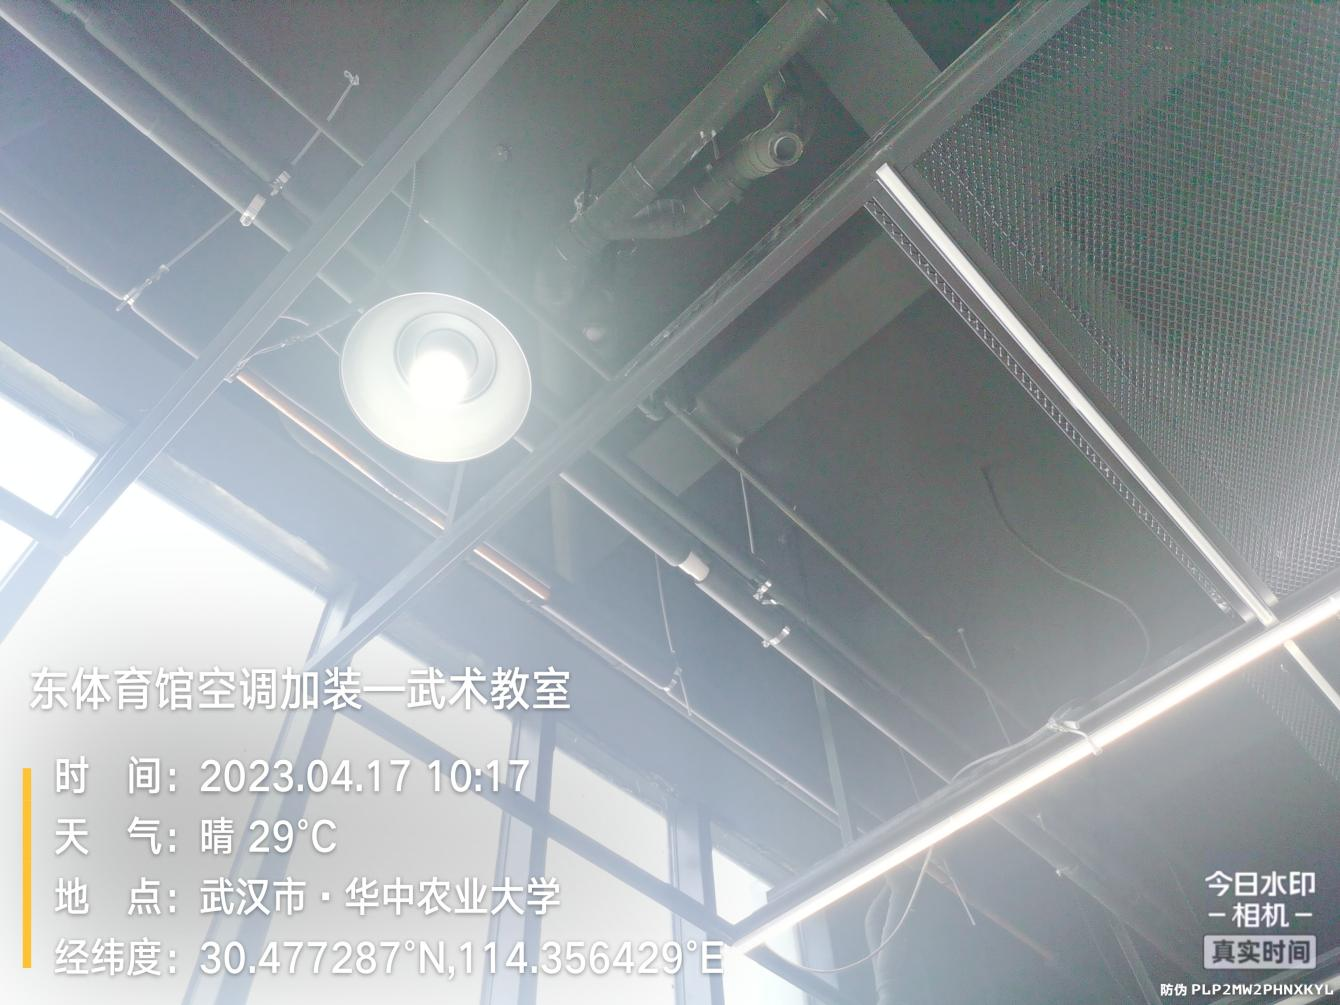 东体育馆空调加装—武术教室
时 间：2023.04.17 10:17
天 气：晴 29°C
地 点：武汉市·华中农业大学
经纬度：30.477287°N,114.356429°E
今日水印
－相机－
真实时间
防伪 PLP2MW2PHNXKYL